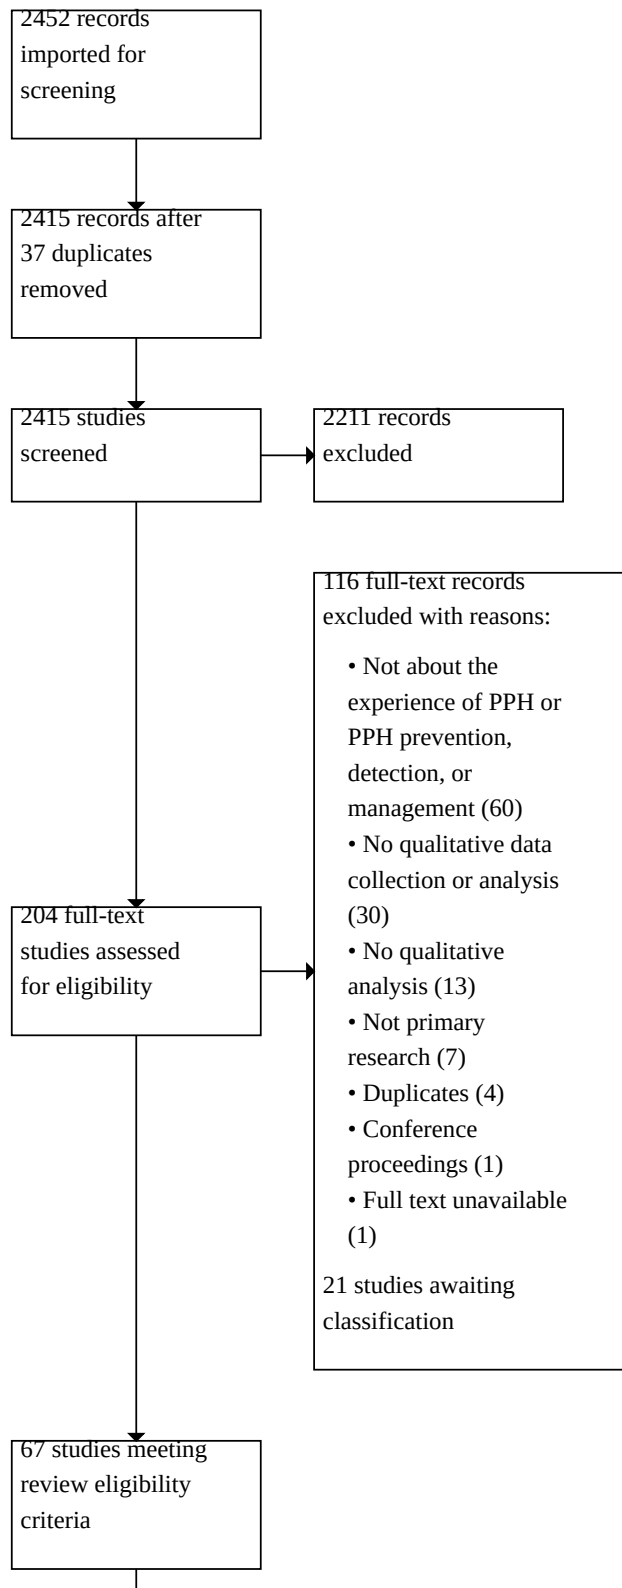 2452 records
imported for
screening
2415 records after
37 duplicates
removed
2415 studies
screened
2211 records
excluded
116 full-text records
excluded with reasons:
• Not about the
experience of PPH or
PPH prevention,
detection, or
management (60)
• No qualitative data
collection or analysis
(30)
• No qualitative
analysis (13)
• Not primary
research (7)
• Duplicates (4)
• Conference
proceedings (1)
• Full text unavailable
(1)
21 studies awaiting
classification
204 full-text
studies assessed
for eligibility
67 studies meeting
review eligibility
criteria